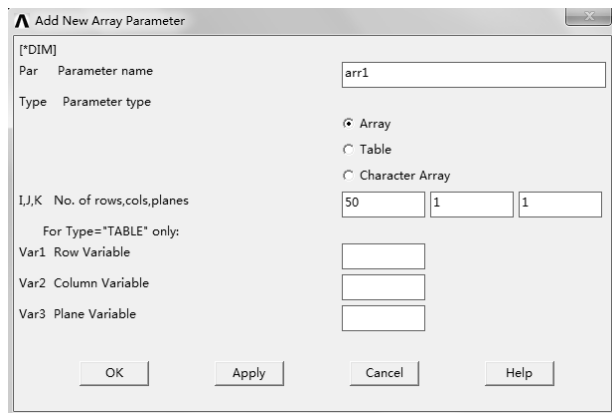 Add New Array Parameter
[*DIM]
Par Parameter name arr1
Type Parameter type
Array
Table
Character Array
I,J,K No. of rows,cols,planes 50 1 1
For Type="TABLE" only:
Var1 Row Variable
Var2 Column Variable
Var3 Plane Variable
OK Apply Cancel Help